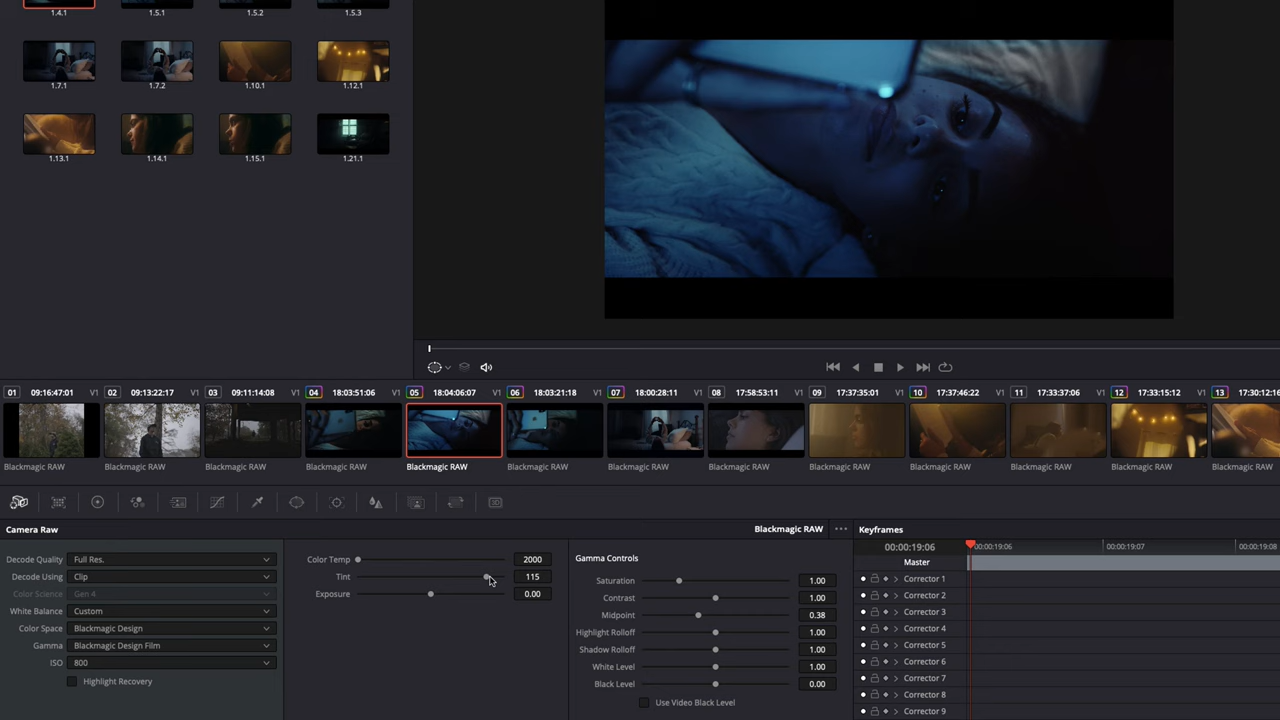 1.4.1 1.5.1 1.5.2 1.5.3
1.7.1 1.7.2 1.10.1 1.12.1
1.13.1 1.14.1 1.15.1 1.21.1
01 09:16:47:01 V1 02 09:13:22:17 V1 03 09:11:14:08 V1 04 18:03:51:06 V1 05 18:04:06:07 V1 06 18:03:21:18 V1 07 18:00:28:11 V1 08 17:58:53:11 V1 09 17:37:35:01 V1 10 17:37:46:22 V1 11 17:33:37:06 V1 12 17:33:15:12 V1 13 17:30:12:16
Blackmagic RAW Blackmagic RAW Blackmagic RAW Blackmagic RAW Blackmagic RAW Blackmagic RAW Blackmagic RAW Blackmagic RAW Blackmagic RAW Blackmagic RAW Blackmagic RAW Blackmagic RAW Blackmagic RAW
3D
Camera Raw
Blackmagic RAW
Decode Quality Full Res.
Decode Using Clip
Color Science Gen 4
White Balance Custom
Color Space Blackmagic Design
Gamma Blackmagic Design Film
ISO 800
Highlight Recovery
Color Temp 2000
Tint 115
Exposure 0.00
Gamma Controls
Saturation 1.00
Contrast 1.00
Midpoint 0.38
Highlight Rolloff 1.00
Shadow Rolloff 1.00
White Level 1.00
Black Level 0.00
Use Video Black Level
Keyframes
00:00:19:06 00:00:19:06 00:00:19:07 00:00:19:08
Master
Corrector 1
Corrector 2
Corrector 3
Corrector 4
Corrector 5
Corrector 6
Corrector 7
Corrector 8
Corrector 9